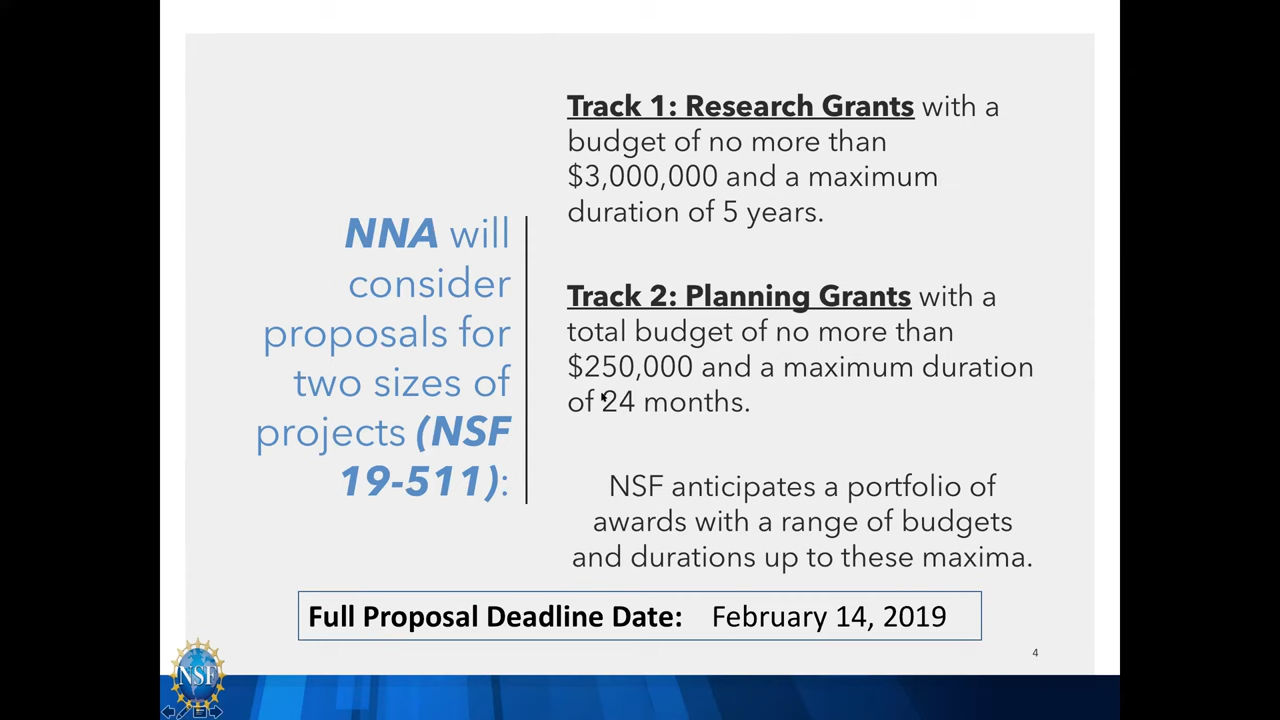 NNA will
consider
proposals for
two sizes of
projects (NSF
19-511):
Track 1: Research Grants with a
budget of no more than
$3,000,000 and a maximum
duration of 5 years.
Track 2: Planning Grants with a
total budget of no more than
$250,000 and a maximum duration
of 24 months.
NSF anticipates a portfolio of
awards with a range of budgets
and durations up to these maxima.
Full Proposal Deadline Date: February 14, 2019
4
NSF